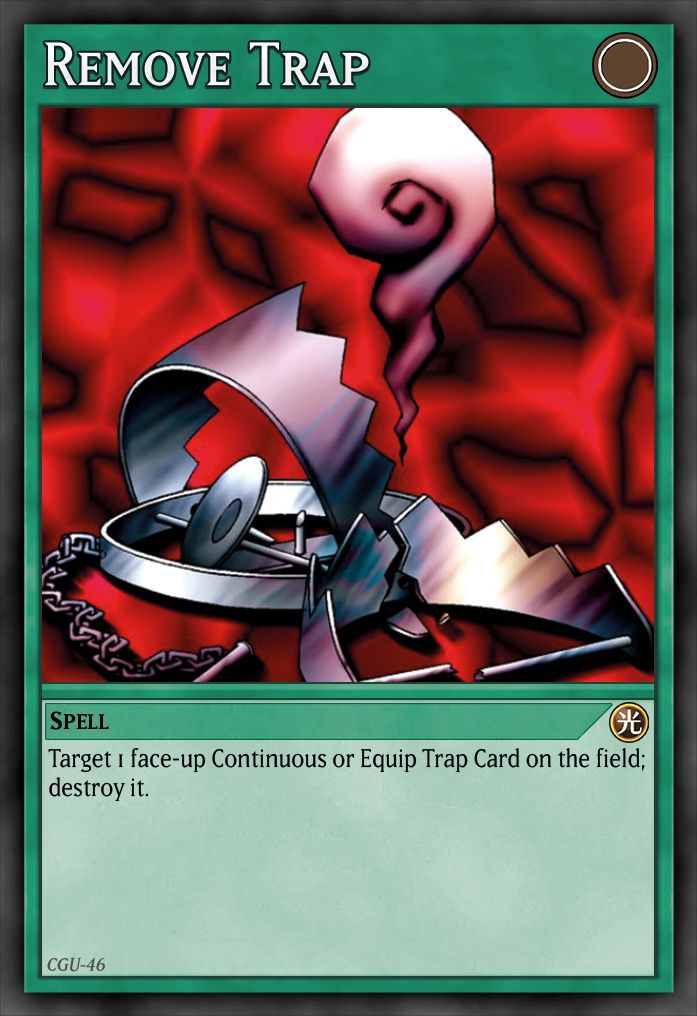 Remove Trap
Spell
光
Target 1 face-up Continuous or Equip Trap Card on the field;
destroy it.
CGU-46